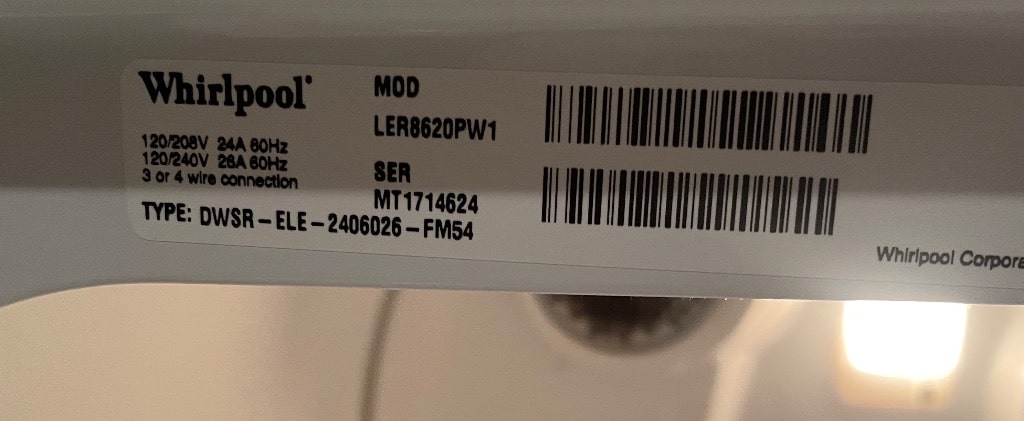 Whirlpool
120/208V 24A 60Hz
120/240V 26A 60Hz
3 or 4 wire connection
TYPE: DWSR-ELE-2406026-FM54
MOD
LER8620PW1
SER
MT1714624
Whirlpool Corpora